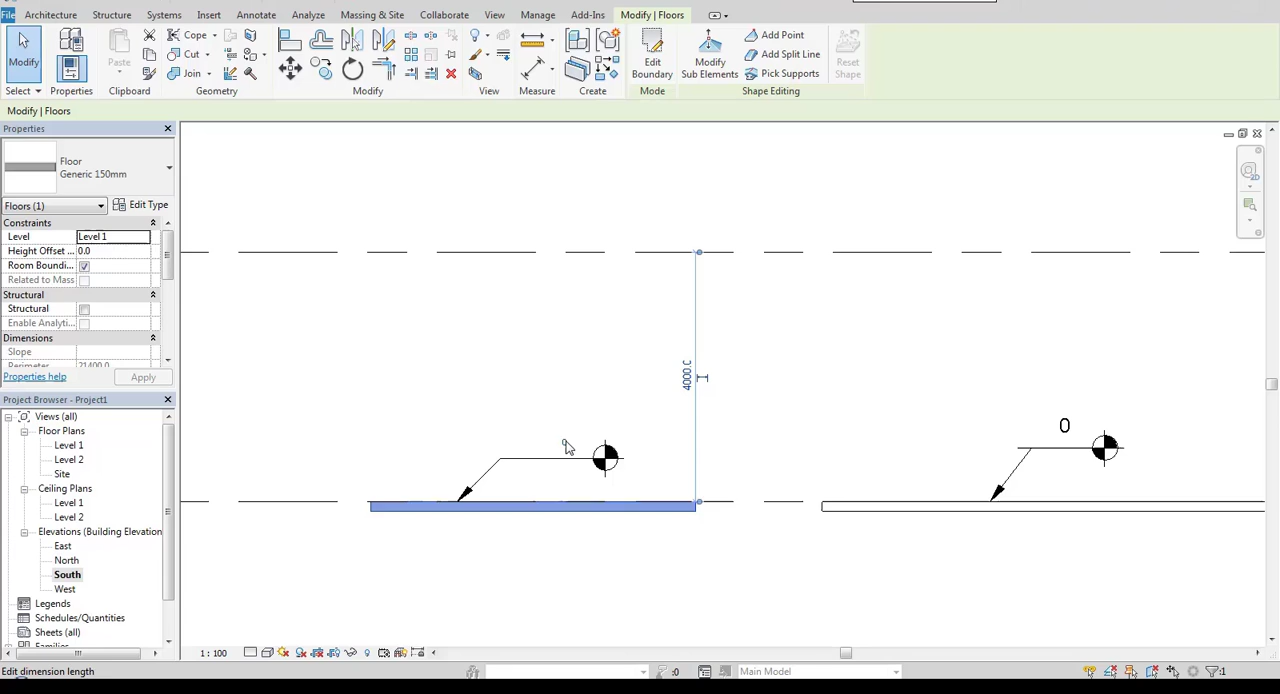 File Architecture Structure Systems Insert Annotate Analyze Massing & Site Collaborate View Manage Add-Ins Modify | Floors
Modify
Select
Properties
Paste
Clipboard
Cope
Cut
Join
Geometry
Modify
View
Measure
Create
Edit
Boundary
Mode
Modify
Sub Elements
Add Point
Add Split Line
Pick Supports
Shape Editing
Reset
Shape
Modify | Floors
Properties
Floor
Generic 150mm
Floors (1)
Edit Type
Constraints
Level Level 1
Height Offset ... 0.0
Room Boundi...
Related to Mass
Structural
Structural
Enable Analyti...
Dimensions
Slope
Perimeter 21400.0
Properties help
Apply
Project Browser - Project1
Views (all)
Floor Plans
Level 1
Level 2
Site
Ceiling Plans
Level 1
Level 2
Elevations (Building Elevation
East
North
South
West
Legends
Schedules/Quantities
Sheets (all)
Families
4000.0
0
1 : 100
Edit dimension length
:0
Main Model
:1